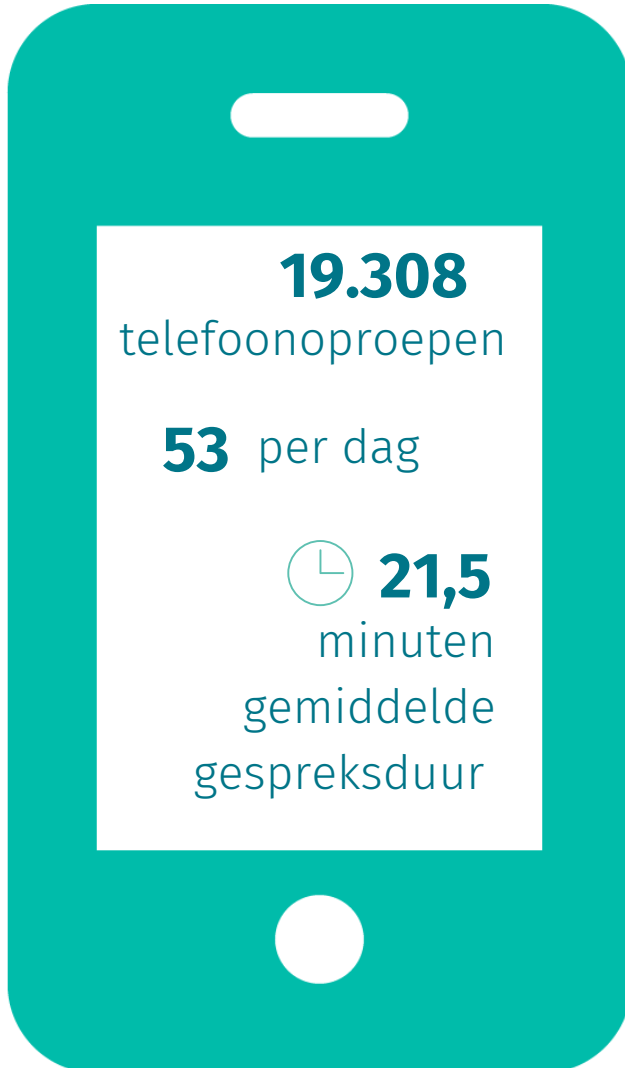 19.308
telefoonoproepen
53 per dag
21,5
minuten
gemiddelde
gespreksduur